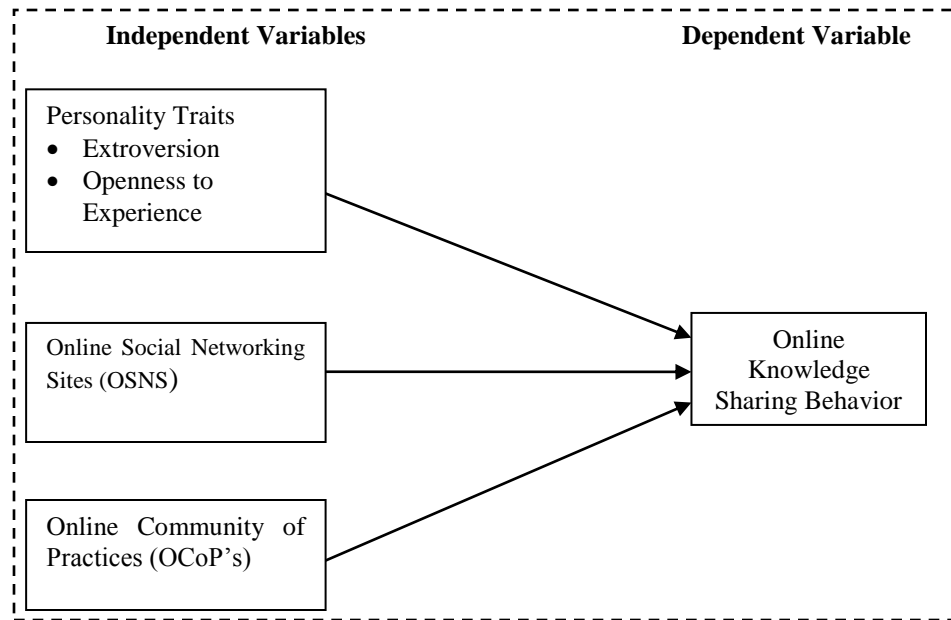 Independent Variables
Dependent Variable
Personality Traits
• Extroversion
• Openness to
Experience
Online Social Networking
Sites (OSNS)
Online Community of
Practices (OCoP’s)
Online
Knowledge
Sharing Behavior